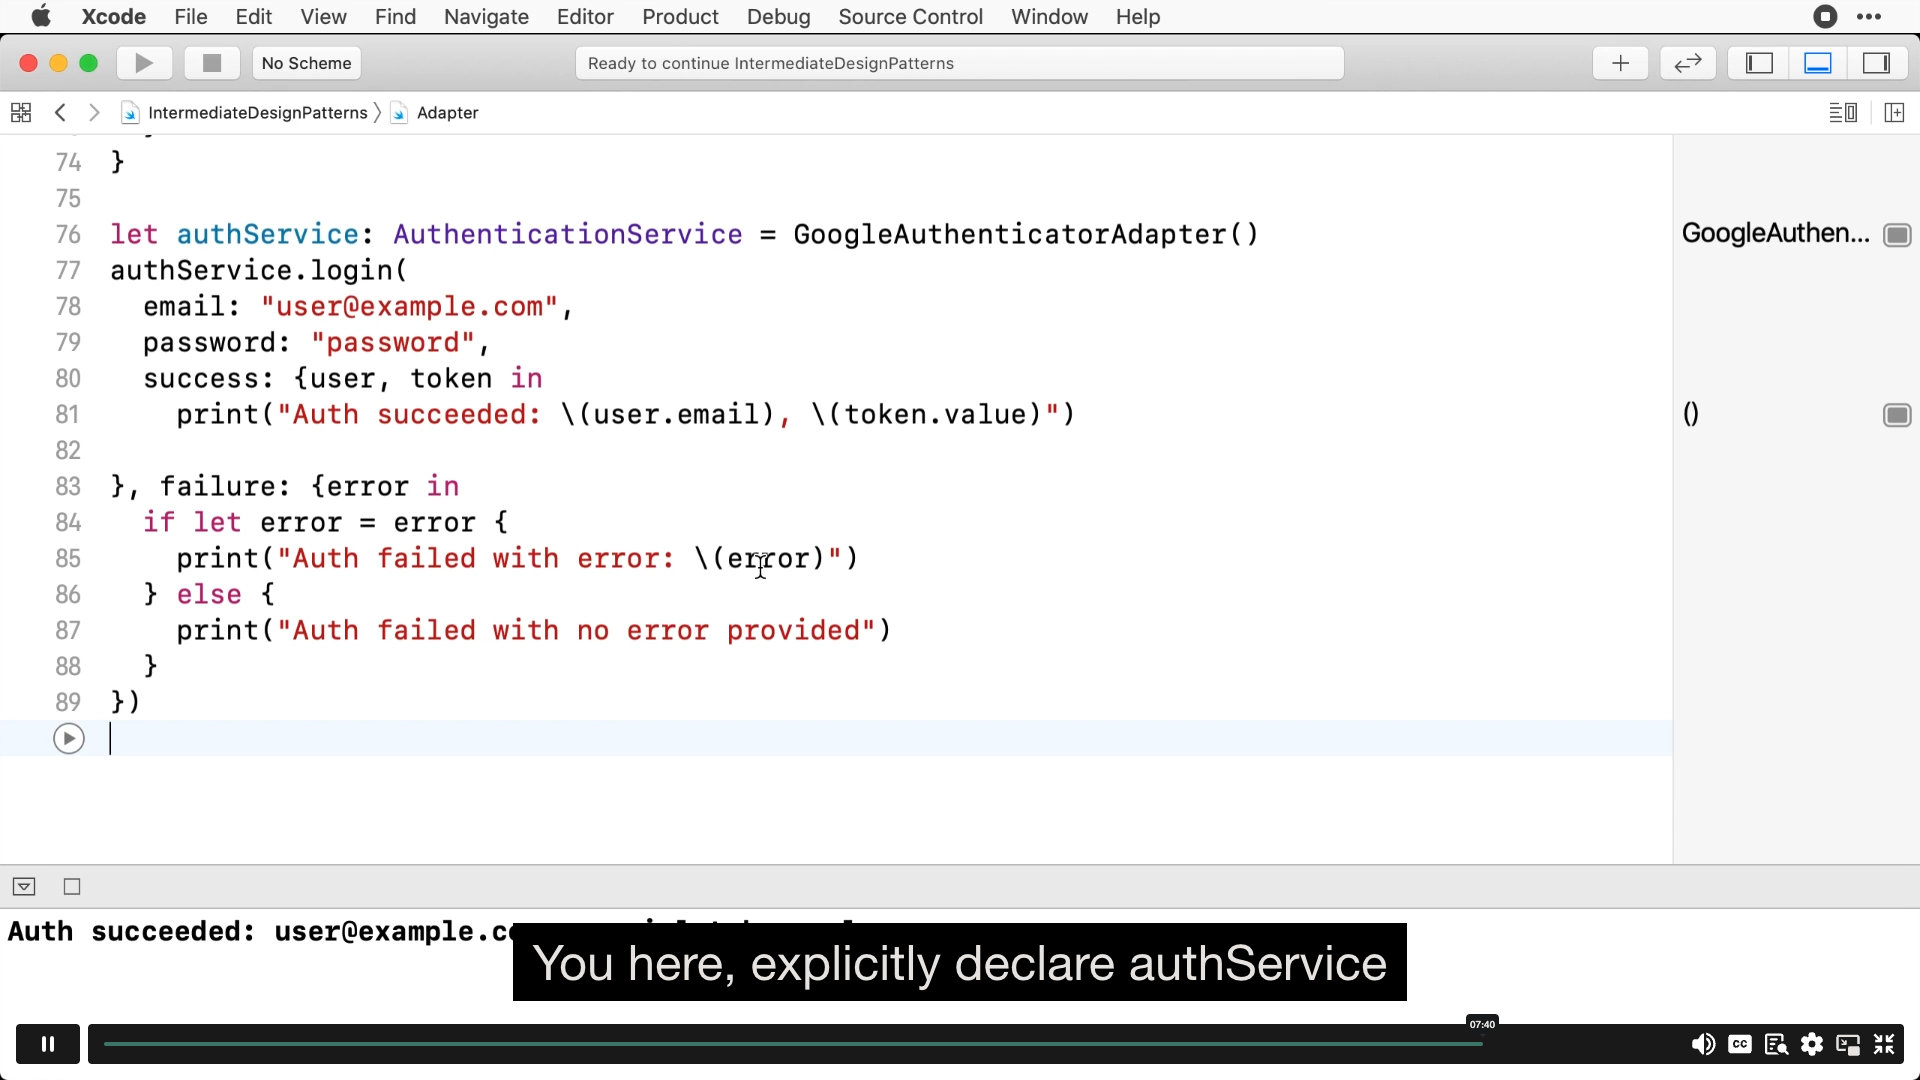 Xcode File Edit View Find Navigate Editor Product Debug Source Control Window Help
No Scheme
Ready to continue IntermediateDesignPatterns
IntermediateDesignPatterns Adapter
74 }
75
76 let authService: AuthenticationService = GoogleAuthenticatorAdapter()
GoogleAuthen...
77 authService.login(
78 email: "user@example.com",
79 password: "password",
80 success: {user, token in
81 print("Auth succeeded: \(user.email), \(token.value)")
()
82
83 }, failure: {error in
84 if let error = error {
85 print("Auth failed with error: \(error)")
86 } else {
87 print("Auth failed with no error provided")
88 }
89 })
Auth succeeded: user@example.co
You here, explicitly declare authService
07:40
CC